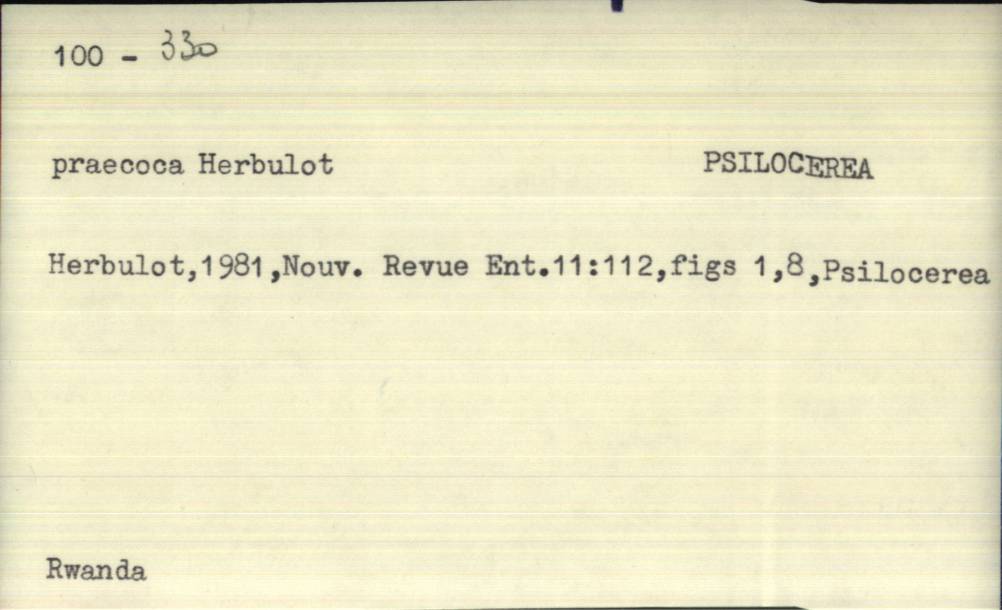 100 - 330
praecoca Herbulot PSILOCEREA
Herbulot,1981,Nouv. Revue Ent.11:112,figs 1,8,Psilocerea
Rwanda